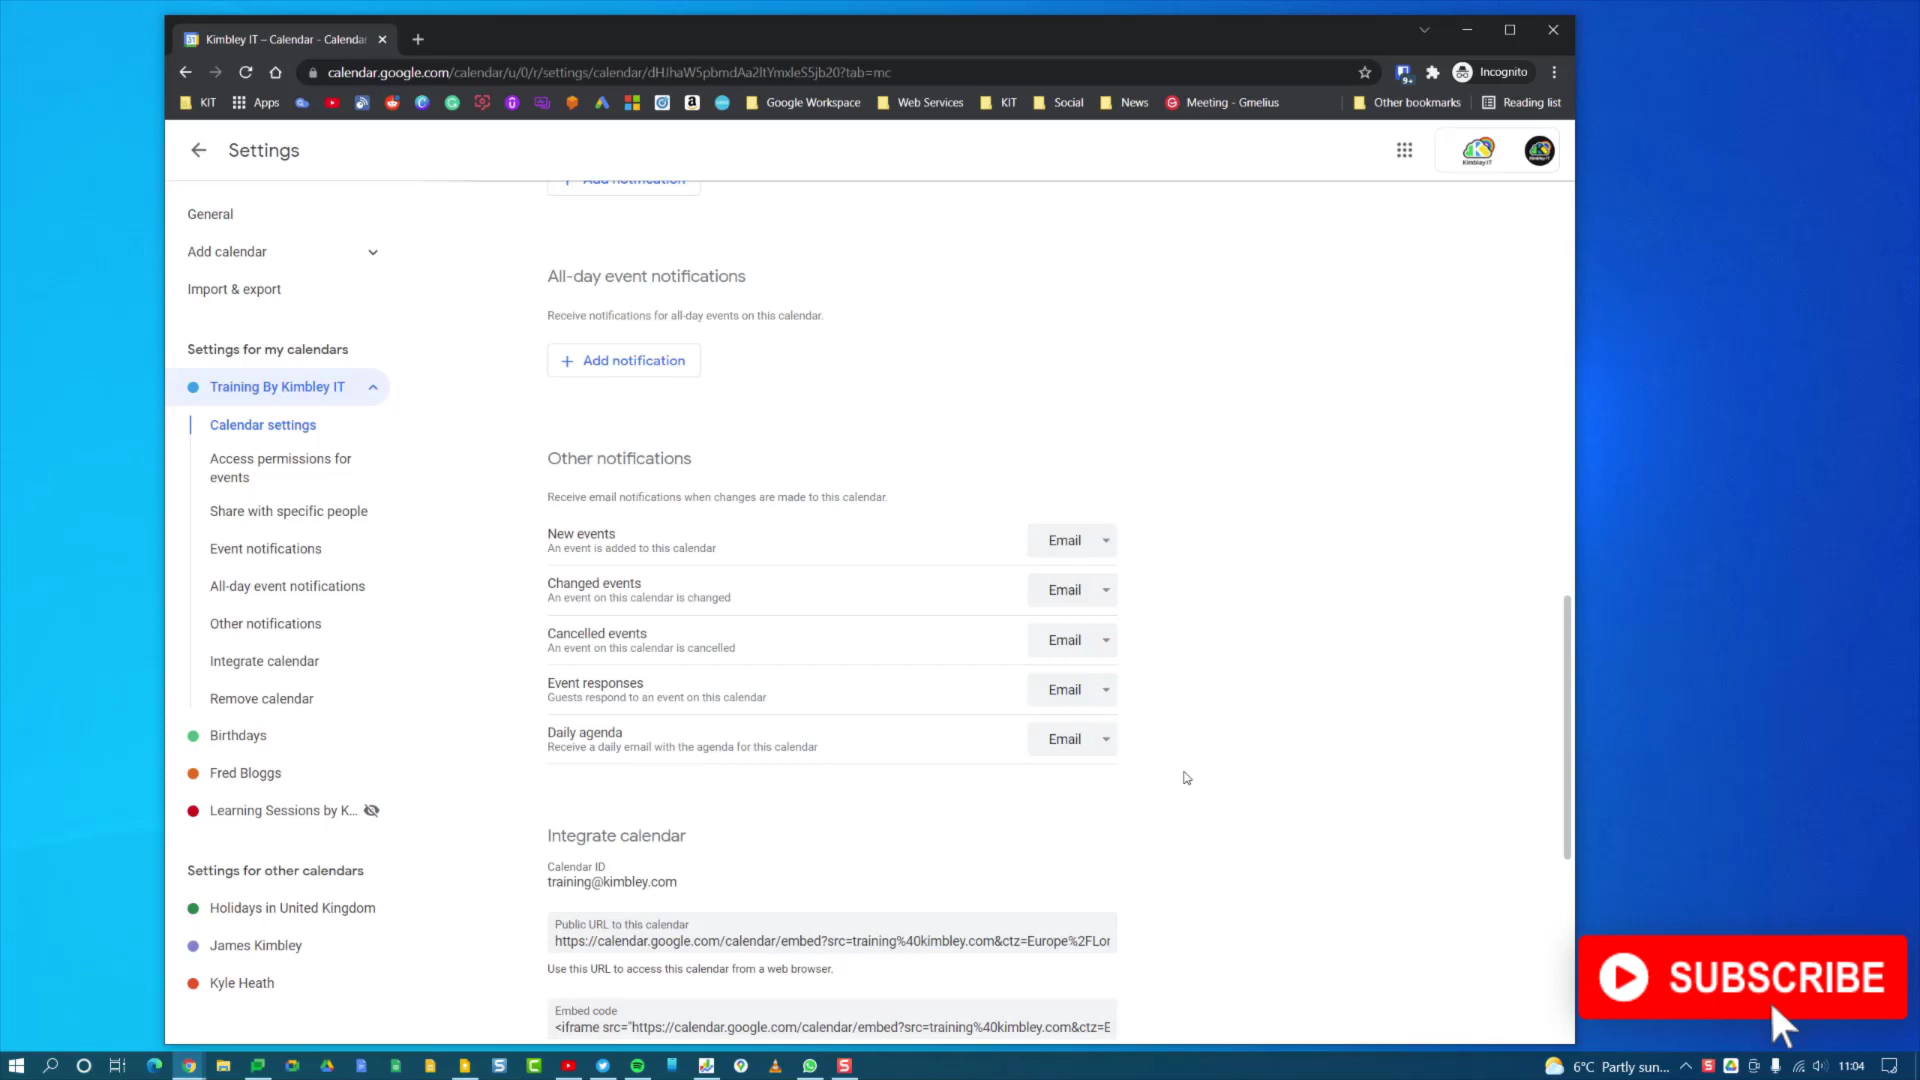 Kimbley IT – Calendar - Calendar
calendar.google.com/calendar/u/0/r/settings/calendar/dHJhaW5pbmdAa2ltYmxleS5jb20?tab=mc
Incognito
KIT
Apps
Google Workspace
Web Services
KIT
Social
News
Meeting - Gmelius
Other bookmarks
Reading list
Settings
Kimbley IT
General
Add calendar
Import & export
Settings for my calendars
Training By Kimbley IT
Calendar settings
Access permissions for
events
Share with specific people
Event notifications
All-day event notifications
Other notifications
Integrate calendar
Remove calendar
Birthdays
Fred Bloggs
Learning Sessions by K...
Settings for other calendars
Holidays in United Kingdom
James Kimbley
Kyle Heath
+ Add notification
All-day event notifications
Receive notifications for all-day events on this calendar.
+ Add notification
Other notifications
Receive email notifications when changes are made to this calendar.
New events
An event is added to this calendar
Email
Changed events
An event on this calendar is changed
Email
Cancelled events
An event on this calendar is cancelled
Email
Event responses
Guests respond to an event on this calendar
Email
Daily agenda
Receive a daily email with the agenda for this calendar
Email
Integrate calendar
Calendar ID
training@kimbley.com
Public URL to this calendar
https://calendar.google.com/calendar/embed?src=training%40kimbley.com&ctz=Europe%2FLor
Use this URL to access this calendar from a web browser.
Embed code
<iframe src="https://calendar.google.com/calendar/embed?src=training%40kimbley.com&ctz=E
SUBSCRIBE
6°C Partly sun...
11:04